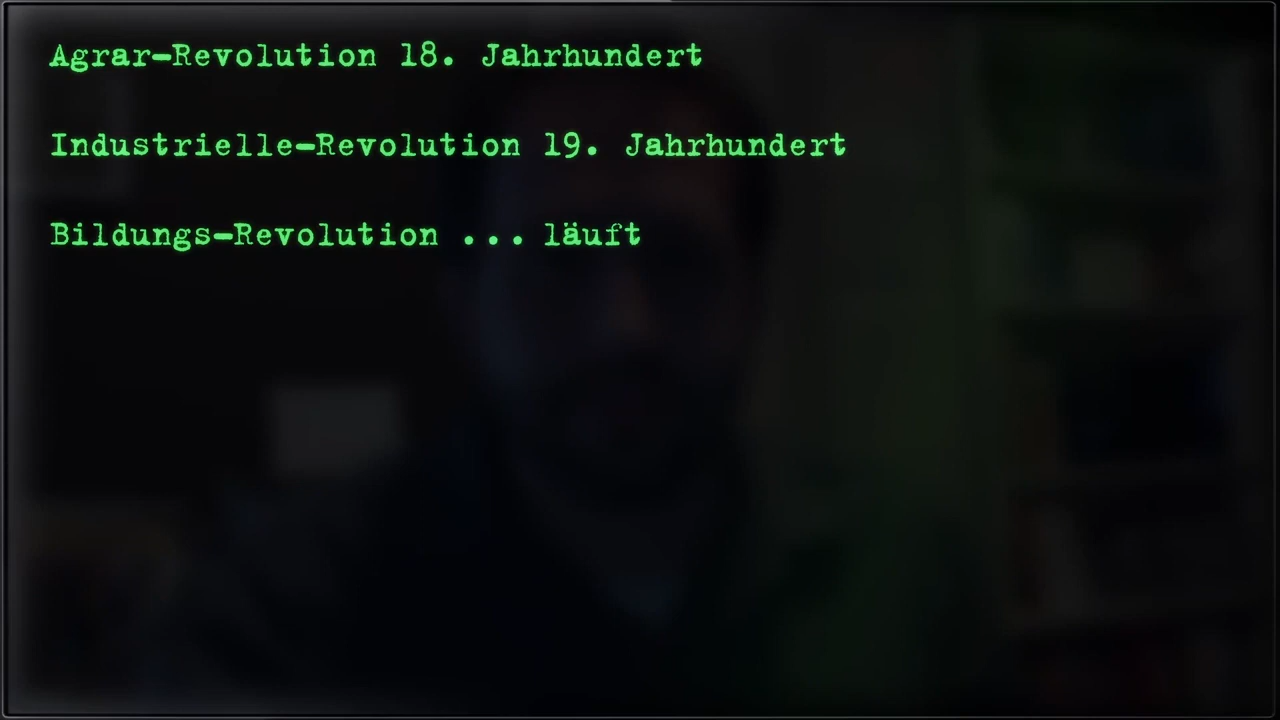 Agrar-Revolution 18. Jahrhundert
Industrielle-Revolution 19. Jahrhundert
Bildungs-Revolution ... läuft